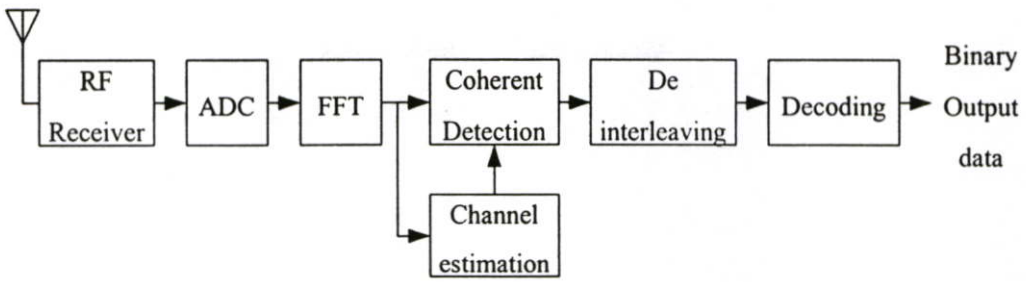 RF
Receiver
ADC
FFT
Coherent
Detection
De
interleaving
Decoding
Binary
Output
data
Channel
estimation